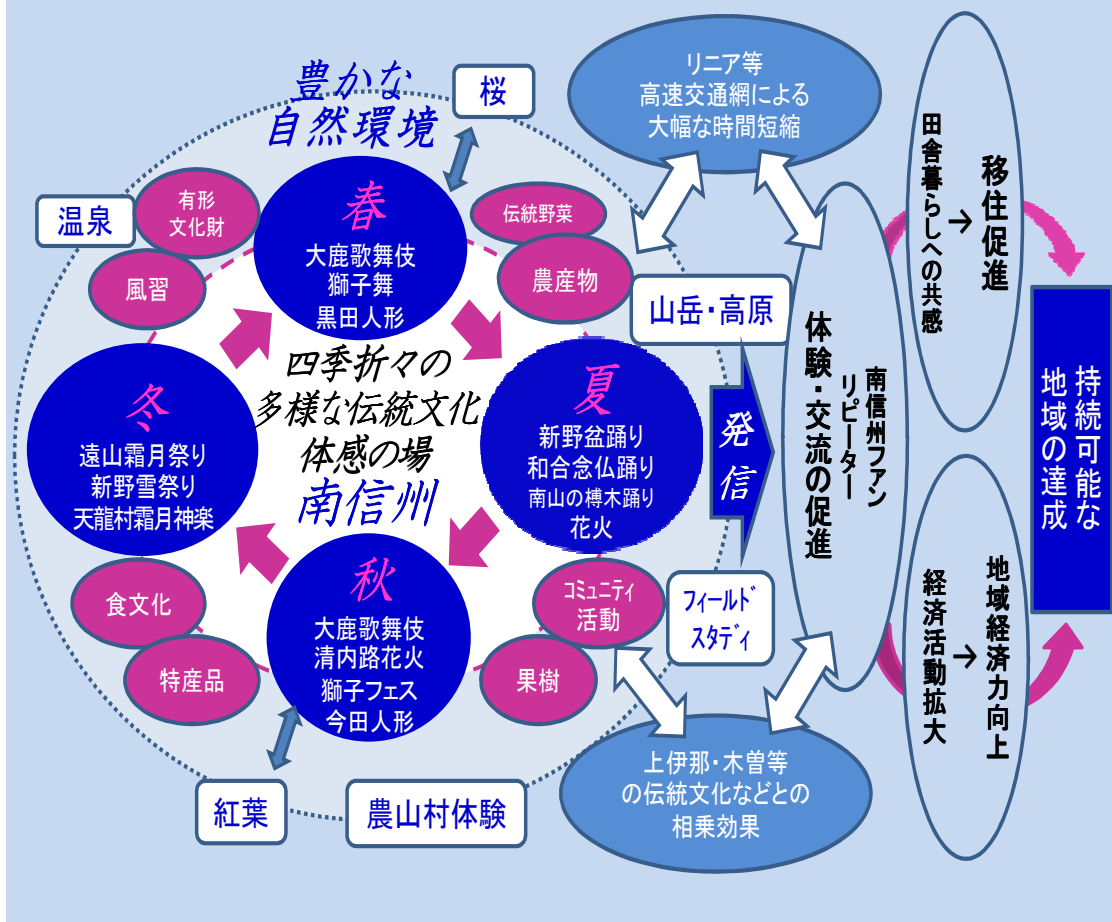 豊かな
自然環境
桜
温泉
有形
文化財
風習
春
大鹿歌舞伎
獅子舞
黒田人形
伝統野菜
農産物
リニア等
高速交通網による
大幅な時間短縮
山岳・高原
四季折々の
多様な伝統文化
体感の場
南信州
冬
遠山霜月祭り
新野雪祭り
天龍村霜月神楽
夏
新野盆踊り
和合念仏踊り
南山の榑木踊り
花火
発信
秋
大鹿歌舞伎
清内路花火
獅子フェス
今田人形
食文化
特産品
コミュニティ
活動
果樹
フィールド
スタディ
紅葉
農山村体験
上伊那・木曽等
の伝統文化などとの
相乗効果
南信州ファン
リピーター
体験・交流の促進
田舎暮らしへの共感
→
移住促進
経済活動拡大
→
地域経済力向上
持続可能な
地域の達成